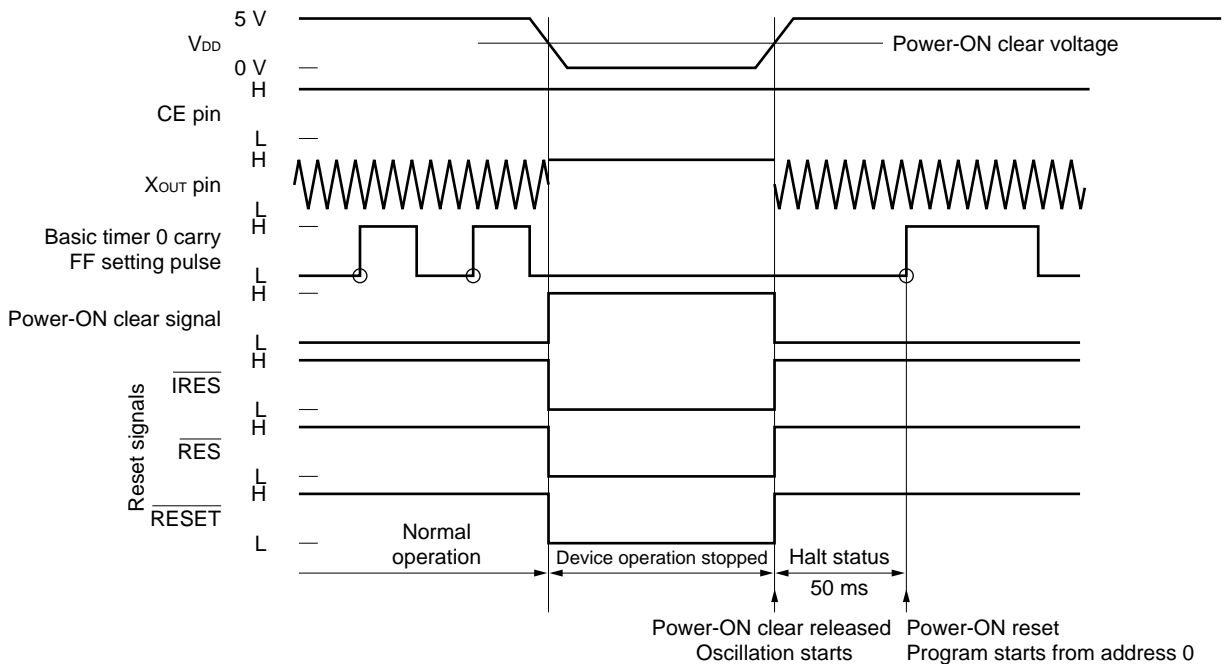 5 V
VDD
Power-ON clear voltage
0 V
H
CE pin
L
H
XOUT pin
L
H
Basic timer 0 carry
FF setting pulse
L
H
Power-ON clear signal
L
H
Reset signals
IRES
L
H
RES
L
H
RESET
L
Normal
operation
Device operation stopped
Halt status
50 ms
Power-ON clear released
Oscillation starts
Power-ON reset
Program starts from address 0